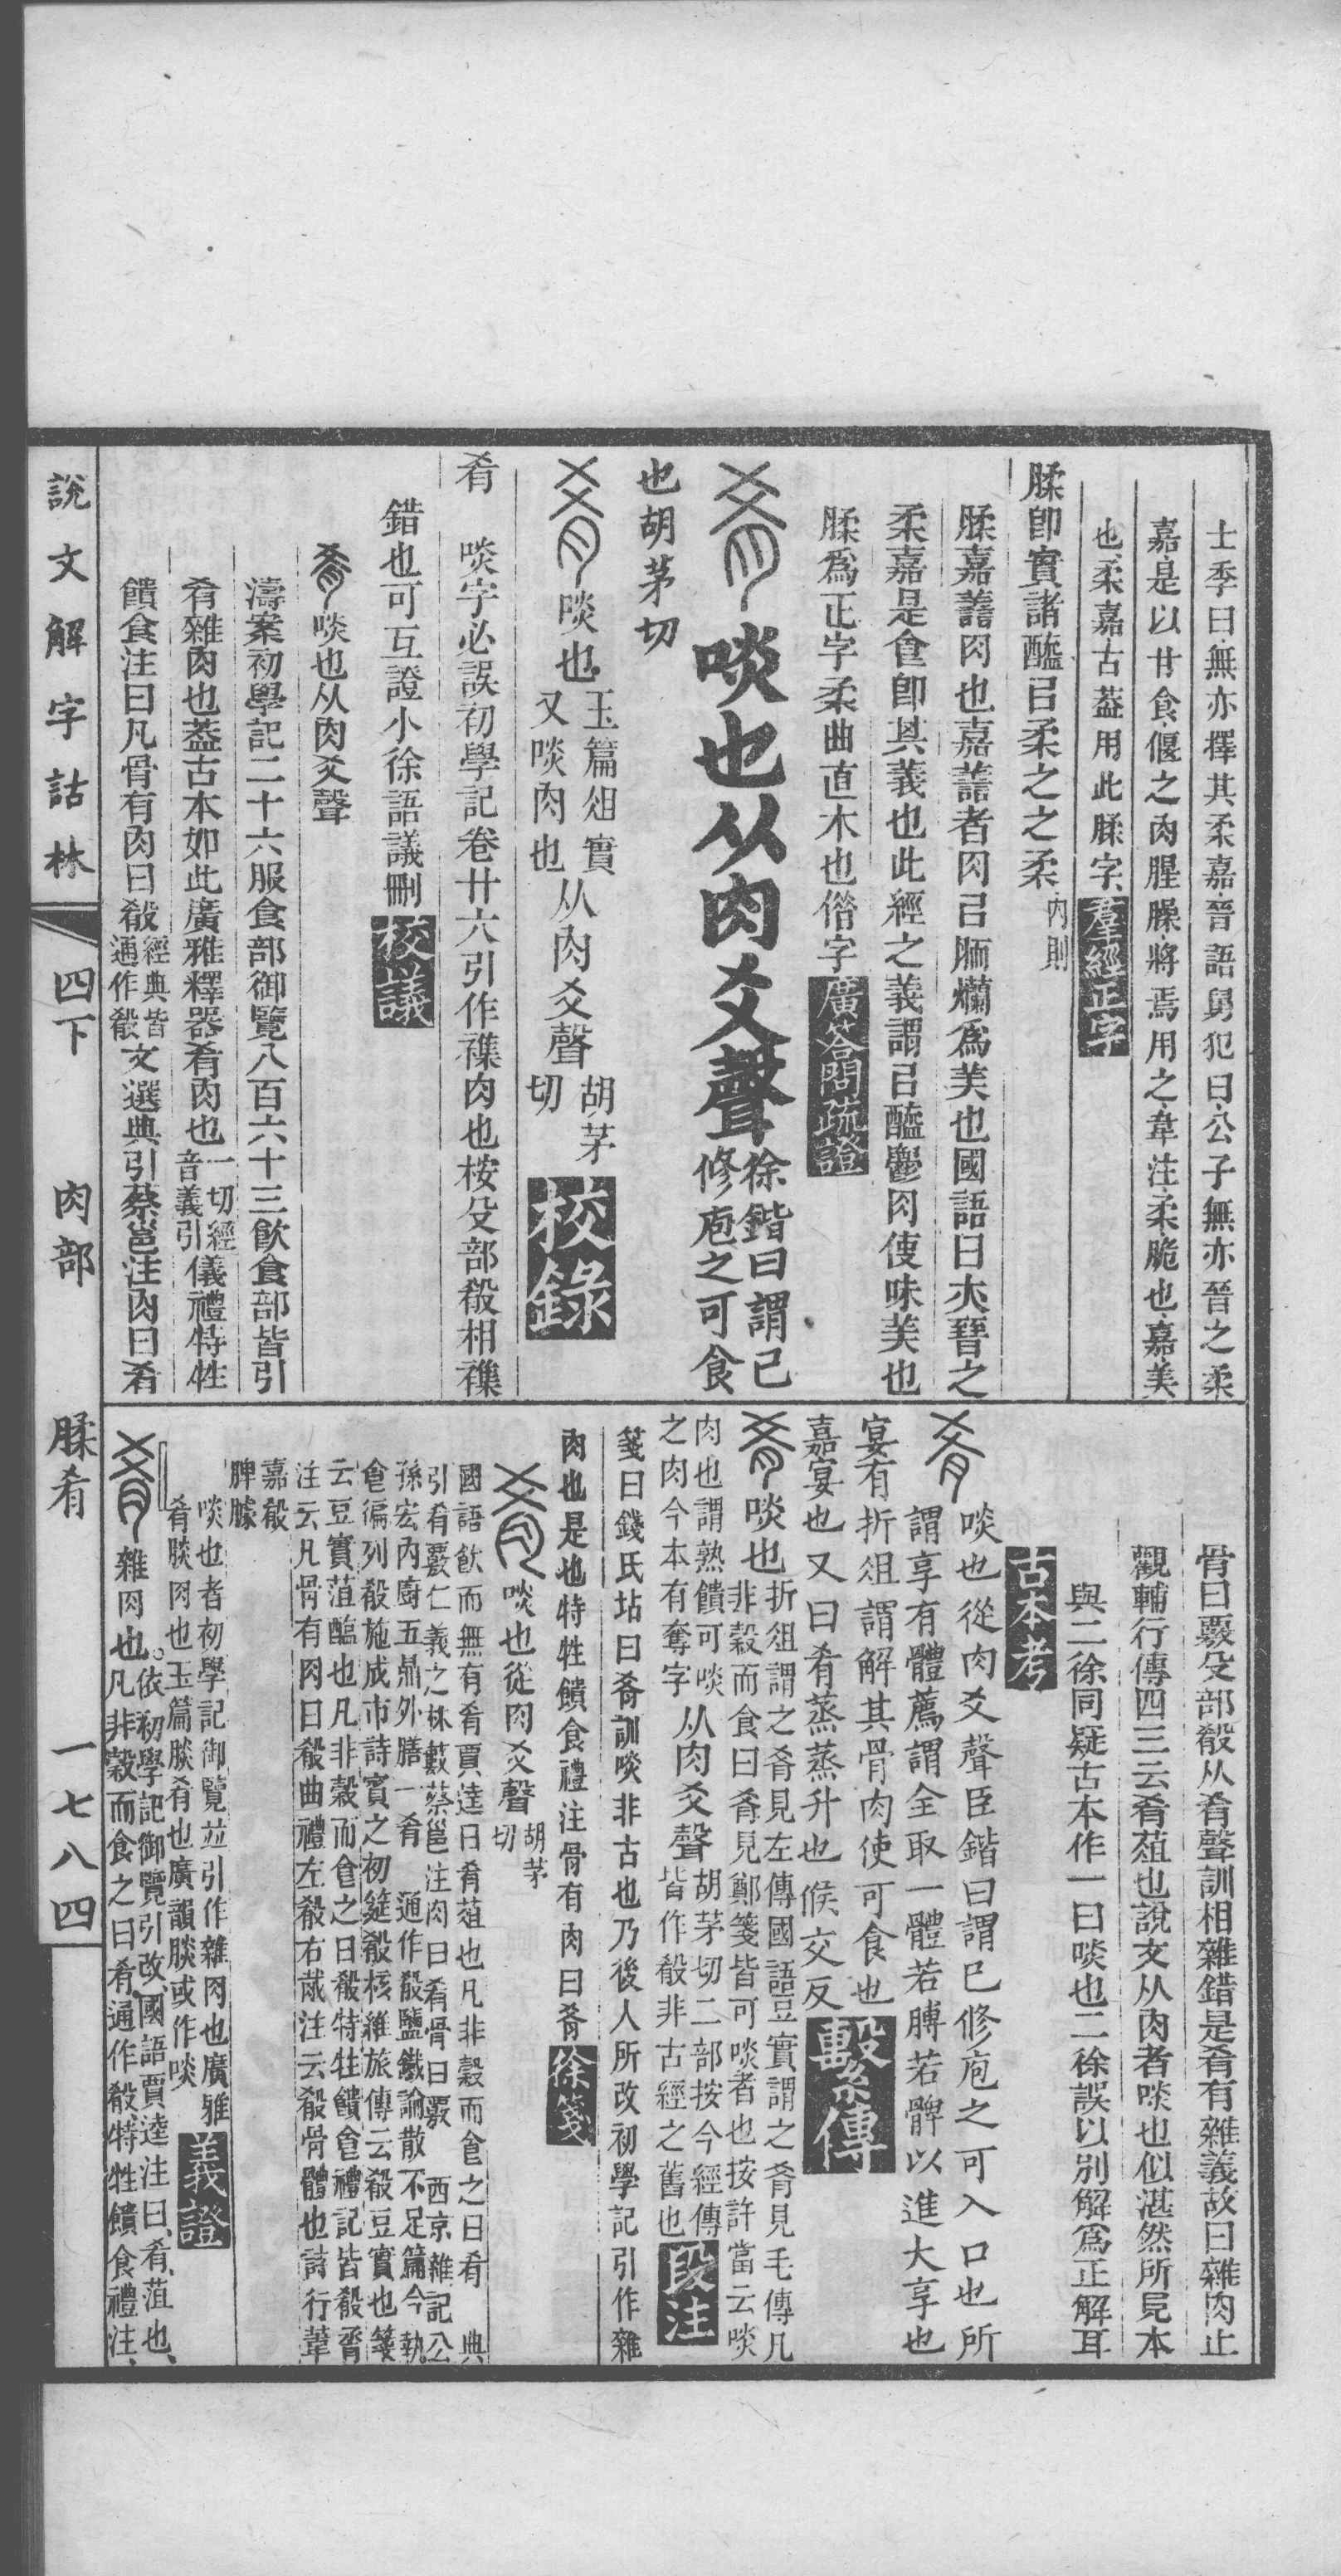 士季曰無亦擇其柔嘉晉語舅犯曰公子無亦晉之柔
嘉是以甘食偃之肉腥臊將焉用之韋注柔脆也嘉美
也柔嘉古葢用此腬字羣經正字
腬卽實諸醢㠯柔之之柔內則
腬嘉譱肉也嘉譱者肉㠯胹爛爲美也國語曰亦晉之
柔嘉是食卽其義也此經之義謂㠯醢鬱肉使味美也
腬爲正字柔曲直木也偕字廣答問疏證
啖也从肉爻聲徐鍇曰謂已修庖之可食
也胡茅切
啖也玉篇俎實又啖肉也从肉爻聲胡茅切校錄
肴
啖字必誤初學記卷廿六引作襍肉也桉殳部殽相襍
錯也可互證小徐語議刪校議
啖也从肉爻聲
濤案初學記二十六服食部御覽八百六十三飲食部皆引
肴雜肉也葢古本如此廣雅釋器肴肉也一切經音義引儀禮特牲
饋食注曰凡骨有肉曰殽經典皆通作殽文選典引蔡邕注肉曰肴
骨曰覈殳部殽从肴聲訓相雜錯是肴有雜義故曰雜肉止
觀輔行傳四三云肴葅也說文从肉者啖也似湛然所見本
與二徐同疑古本作一曰啖也二徐誤以別解爲正解耳
古本考
啖也從肉爻聲臣鍇曰謂已修庖之可入口也所
謂享有體薦謂全取一體若膊若髀以進大享也
宴有折俎謂解其骨肉使可食也
嘉宴也又曰肴蒸蒸升也候交反繫傳
啖也折俎謂之肴見左傳國語豆實謂之肴見毛傳凡
非穀而食曰肴見鄭箋皆可啖者也按許當云啖
肉也謂熟饋可啖之肉今本有奪字从肉爻聲胡茅切二部按今經傳皆作殽非古經之舊也段注
箋曰錢氏坫曰肴訓啖非古也乃後人所改初學記引作雜
肉也是也特牲饋食禮注骨有肉曰肴徐箋
啖也從肉爻聲胡茅切
國語飲而無有肴賈逵曰肴葅也凡非穀而食之曰肴 典
引肴覈仁義之林藪蔡邕注肉曰肴骨曰覈 西京雜記公
孫宏內廚五鼎外膳一肴 通作殽鹽鐵論散不足篇今熟
食徧列殽施成市詩賓之初筵殽核維旅傳云殽豆實也箋
云豆實葅醢也凡非穀而食之曰殽特牲饋食禮記皆殽胥
注云凡骨有肉曰殽曲禮左殽右胾注云殽骨體也詩行葦
嘉殽脾臄
啖也者初學記御覽竝引作雜肉也廣雅
肴腅肉也玉篇腅肴也廣韻腅或作啖義證
雜肉也。依初學記御覽引改、國語賈逵注曰、肴、葅也、
凡非穀而食之曰肴、通作殽、特牲饋食禮注、
說文解字詁林
四下
肉部
腬肴
一七八四